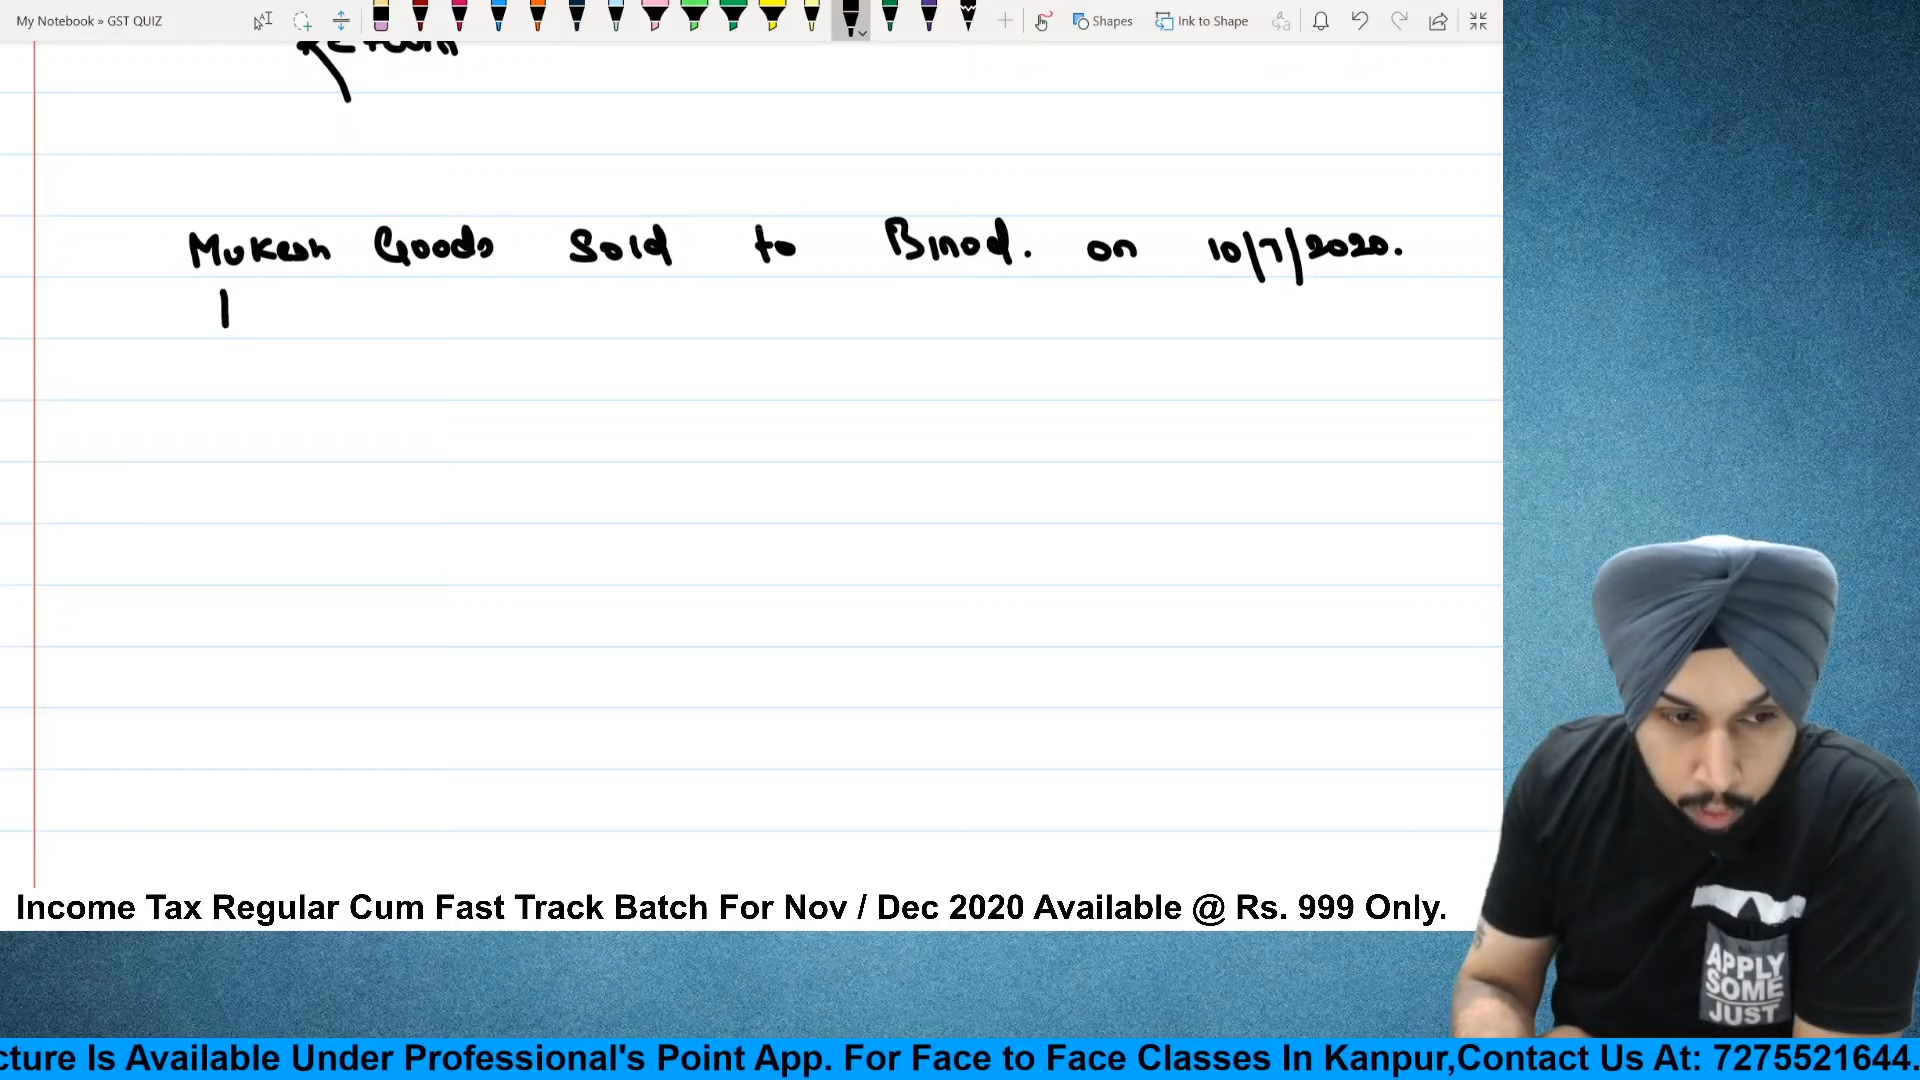 My Notebook » GST QUIZ
Shapes
Ink to Shape
Mukesh Goods Sold to Binod. on 10/7/2020.
Income Tax Regular Cum Fast Track Batch For Nov / Dec 2020 Available @ Rs. 999 Only.
APPLY
SOME
JUST
Is Available Under Professional's Point App. For Face to Face Classes In Kanpur,Contact Us At: 7275521644.